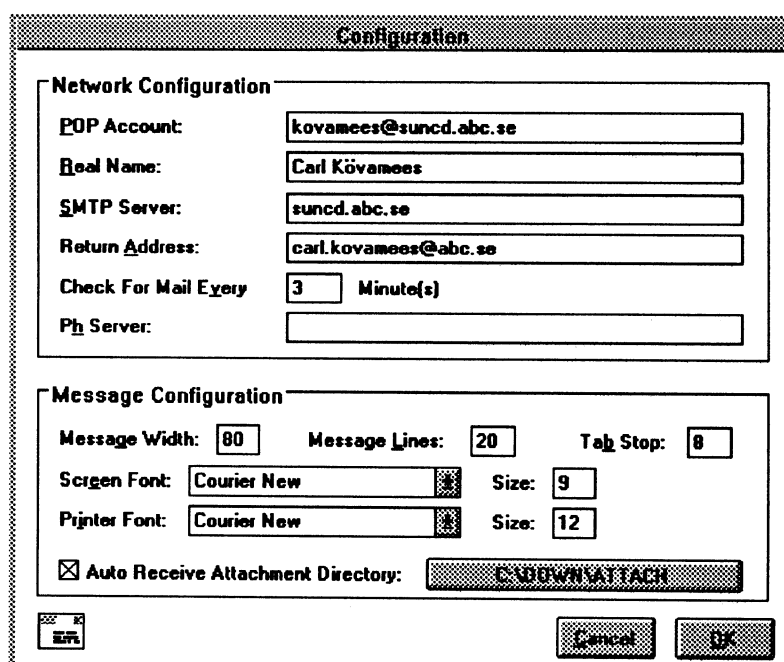 Configuration
Network Configuration
POP Account: kovamees@suncd.abc.se
Real Name: Carl Kövamees
SMTP Server: suncd.abc.se
Return Address: carl.kovamees@abc.se
Check For Mail Every 3 Minute(s)
Ph Server:
Message Configuration
Message Width: 80 Message Lines: 20 Tab Stop: 8
Screen Font: Courier New Size: 9
Printer Font: Courier New Size: 12
Auto Receive Attachment Directory: C:\DOWN\ATTACH
Cancel OK